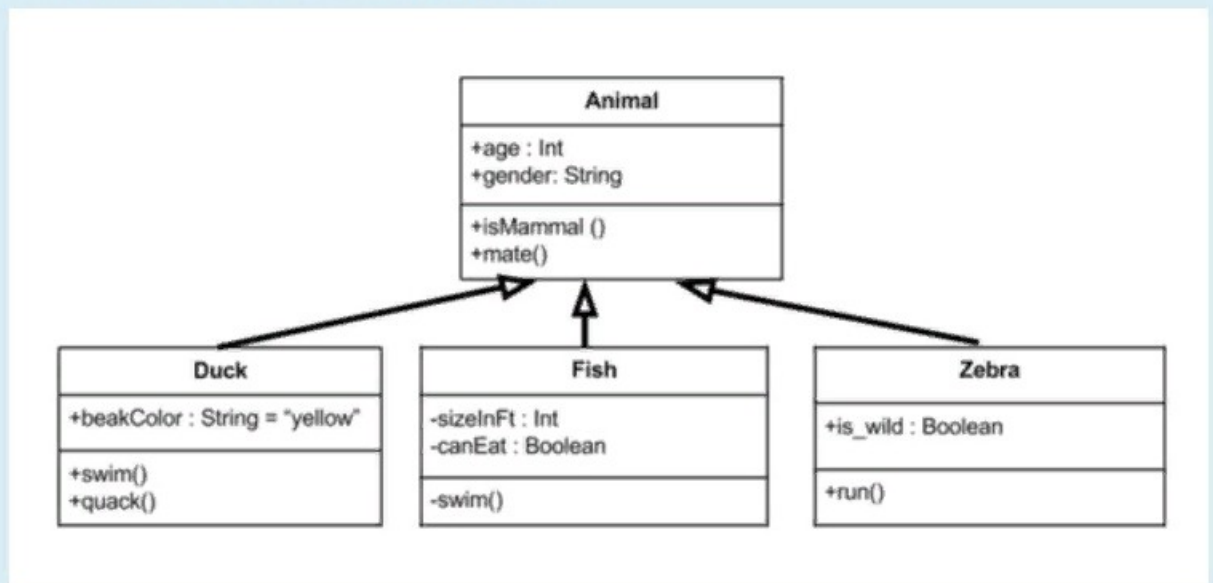 Animal
+age : Int
+gender: String
+isMammal ()
+mate()
Duck
+beakColor : String = “yellow”
+swim()
+quack()
Fish
-sizeInFt : Int
-canEat : Boolean
-swim()
Zebra
+is_wild : Boolean
+run()